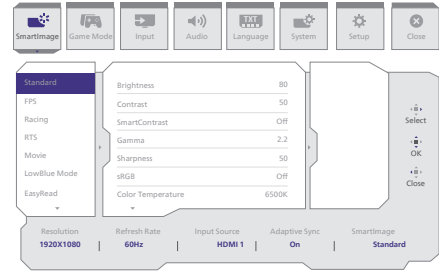 SmartImage
Game Mode
Input
Audio
TXT
Language
System
Setup
Close
Standard
FPS
Racing
RTS
Movie
LowBlue Mode
EasyRead
Brightness 80
Contrast 50
SmartContrast Off
Gamma 2.2
Sharpness 50
sRGB Off
Color Temperature 6500K
Select
OK
Close
Resolution Refresh Rate Input Source Adaptive Sync SmartImage
1920X1080 | 60Hz | HDMI 1 | On | Standard